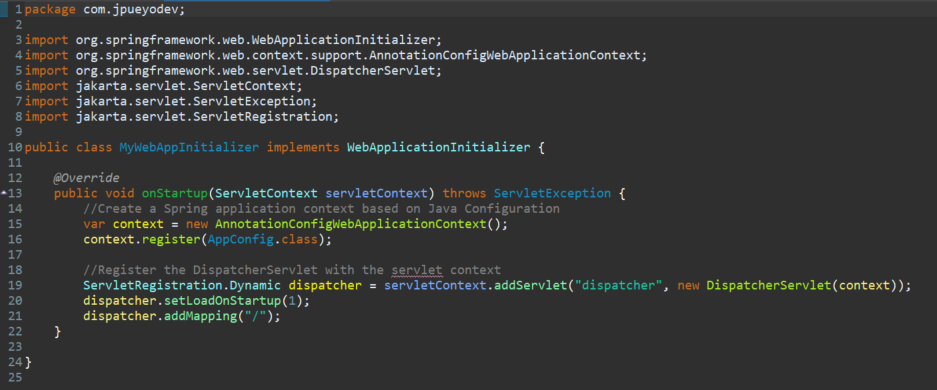 1 package com.jpueyodev;
2
3 import org.springframework.web.WebApplicationInitializer;
4 import org.springframework.web.context.support.AnnotationConfigWebApplicationContext;
5 import org.springframework.web.servlet.DispatcherServlet;
6 import jakarta.servlet.ServletContext;
7 import jakarta.servlet.ServletException;
8 import jakarta.servlet.ServletRegistration;
9
10 public class MyWebAppInitializer implements WebApplicationInitializer {
11
12     @Override
13     public void onStartup(ServletContext servletContext) throws ServletException {
14         //Create a Spring application context based on Java Configuration
15         var context = new AnnotationConfigWebApplicationContext();
16         context.register(AppConfig.class);
17
18         //Register the DispatcherServlet with the servlet context
19         ServletRegistration.Dynamic dispatcher = servletContext.addServlet("dispatcher", new DispatcherServlet(context));
20         dispatcher.setLoadOnStartup(1);
21         dispatcher.addMapping("/");
22     }
23
24 }
25